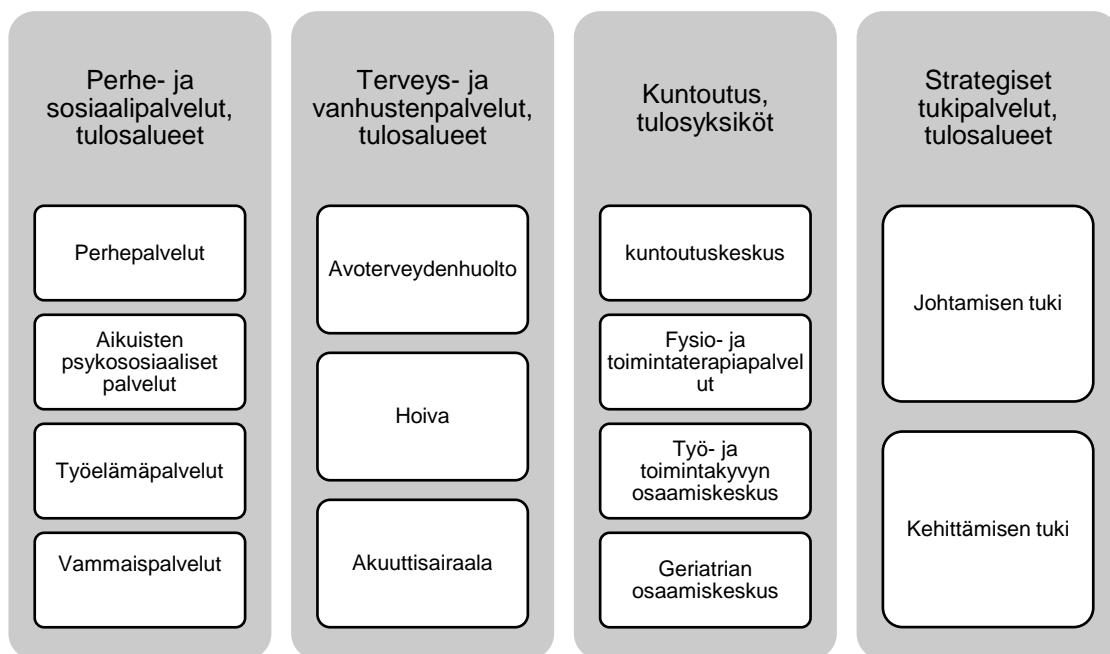 Perhe- ja
sosiaalipalvelut,
tulosalueet
Perhepalvelut
Aikuisten
psykososiaaliset
palvelut
Työelämäpalvelut
Vammaispalvelut
Terveys- ja
vanhustenpalvelut,
tulosalueet
Avoterveydenhuolto
Hoiva
Akuuttisairaala
Kuntoutus,
tulosyksiköt
kuntoutuskeskus
Fysio- ja
toimintaterapiapalvel
ut
Työ- ja
toimintakyvyn
osaamiskeskus
Geriatrian
osaamiskeskus
Strategiset
tukipalvelut,
tulosalueet
Johtamisen tuki
Kehittämisen tuki